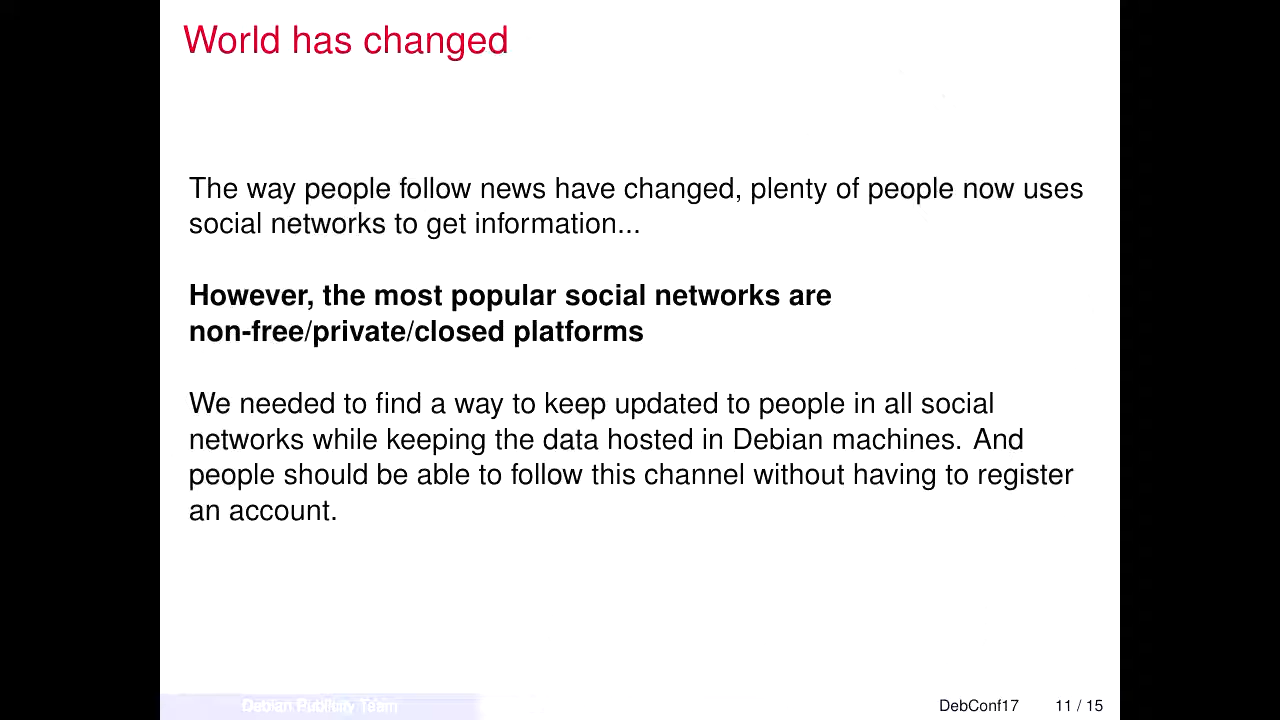 World has changed
The way people follow news have changed, plenty of people now uses
social networks to get information...
However, the most popular social networks are
non-free/private/closed platforms
We needed to find a way to keep updated to people in all social
networks while keeping the data hosted in Debian machines. And
people should be able to follow this channel without having to register
an account.
Debian Publicity Team
DebConf17
11 / 15